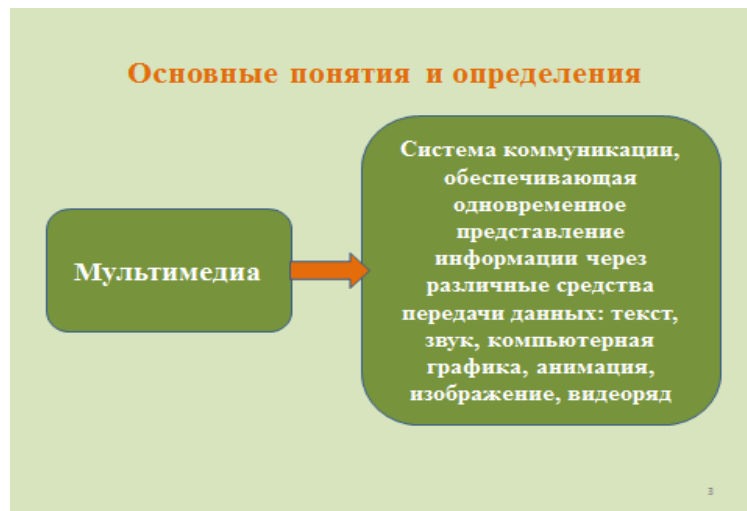 Основные понятия и определения
Мультимедиа
Система коммуникации,
обеспечивающая
одновременное
представление
информации через
различные средства
передачи данных: текст,
звук, компьютерная
графика, анимация,
изображение, видеоряд
3